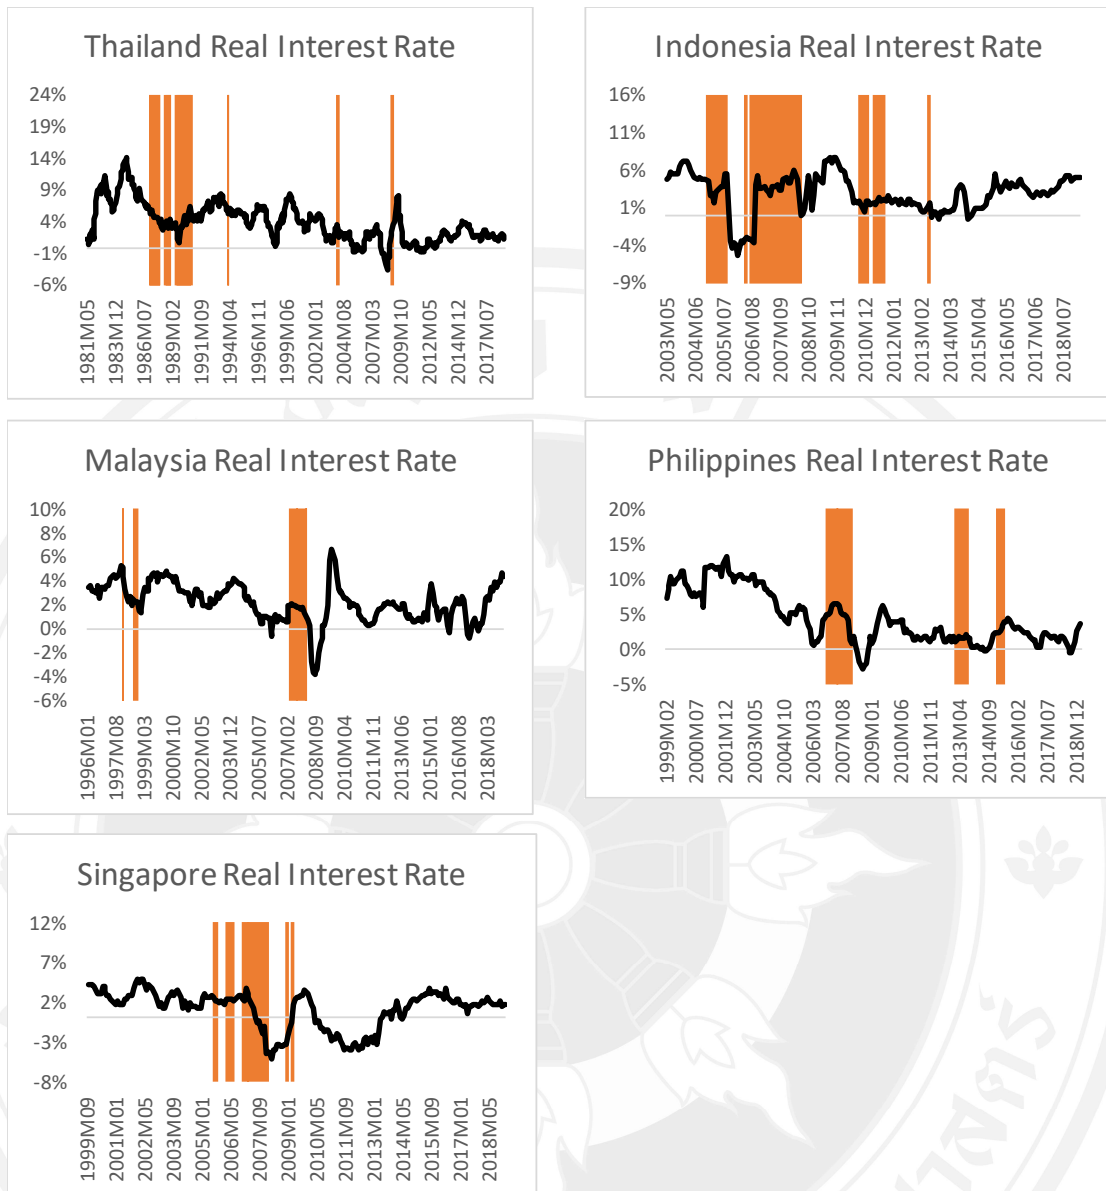 Thailand Real Interest Rate
24%
19%
14%
9%
4%
-1%
-6%
1981M05
1983M12
1986M07
1989M02
1991M09
1994M04
1996M11
1999M06
2002M01
2004M08
2007M03
2009M10
2012M05
2014M12
2017M07
Indonesia Real Interest Rate
16%
11%
6%
1%
-4%
-9%
2003M05
2004M06
2005M07
2006M08
2007M09
2008M10
2009M11
2010M12
2012M01
2013M02
2014M03
2015M04
2016M05
2017M06
2018M07
Malaysia Real Interest Rate
10%
8%
6%
4%
2%
0%
-2%
-4%
-6%
1996M01
1997M08
1999M03
2000M10
2002M05
2003M12
2005M07
2007M02
2008M09
2010M04
2011M11
2013M06
2015M01
2016M08
2018M03
Philippines Real Interest Rate
20%
15%
10%
5%
0%
-5%
1999M02
2000M07
2001M12
2003M05
2004M10
2006M03
2007M08
2009M01
2010M06
2011M11
2013M04
2014M09
2016M02
2017M07
2018M12
Singapore Real Interest Rate
12%
7%
2%
-3%
-8%
1999M09
2001M01
2002M05
2003M09
2005M01
2006M05
2007M09
2009M01
2010M05
2011M09
2013M01
2014M05
2015M09
2017M01
2018M05